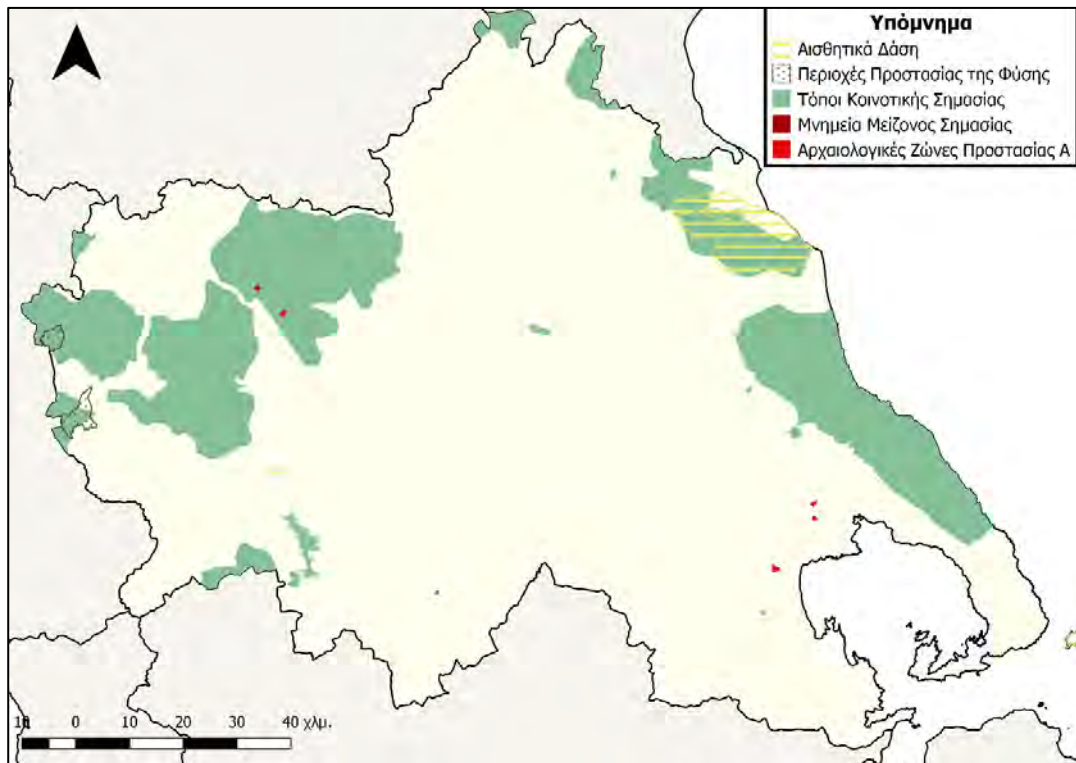 Υπόμνημα
Αισθητικά Δάση
Περιοχές Προστασίας της Φύσης
Τόποι Κοινοτικής Σημασίας
Μνημεία Μείζονος Σημασίας
Αρχαιολογικές Ζώνες Προστασίας Α
10 0 10 20 30 40 χλμ.